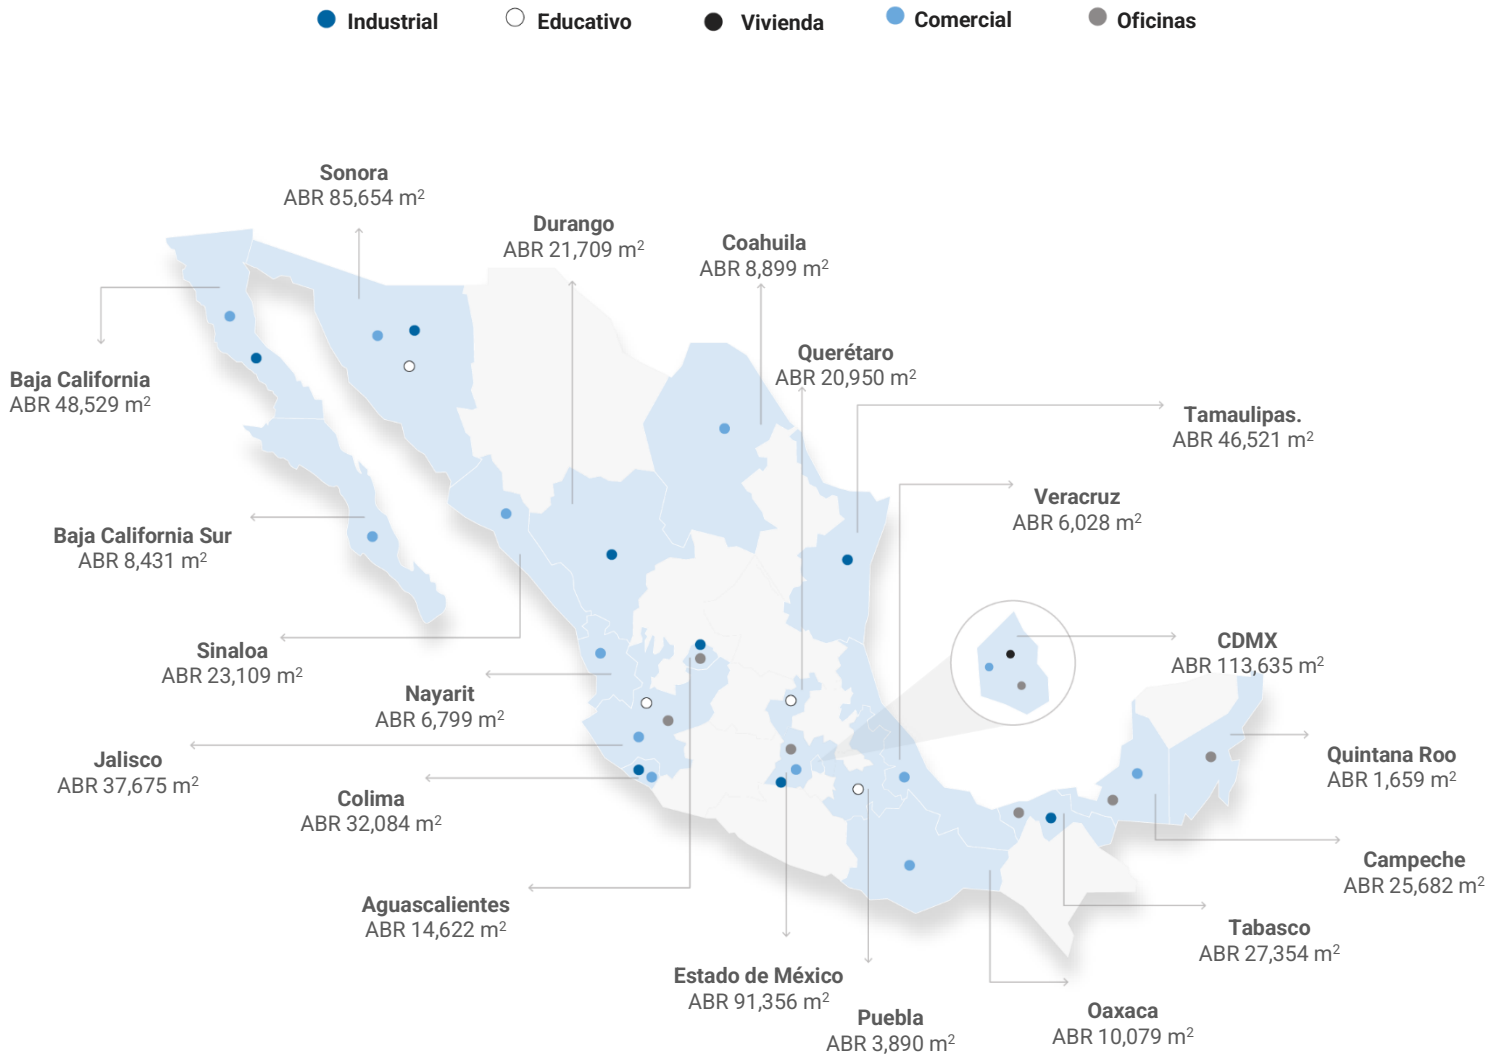 Industrial
Educativo
Vivienda
Comercial
Oficinas
Sonora
ABR 85,654 m²
Durango
ABR 21,709 m²
Coahuila
ABR 8,899 m²
Querétaro
ABR 20,950 m²
Baja California
ABR 48,529 m²
Tamaulipas.
ABR 46,521 m²
Veracruz
ABR 6,028 m²
Baja California Sur
ABR 8,431 m²
CDMX
ABR 113,635 m²
Sinaloa
ABR 23,109 m²
Nayarit
ABR 6,799 m²
Jalisco
ABR 37,675 m²
Quintana Roo
ABR 1,659 m²
Colima
ABR 32,084 m²
Campeche
ABR 25,682 m²
Aguascalientes
ABR 14,622 m²
Tabasco
ABR 27,354 m²
Estado de México
ABR 91,356 m²
Puebla
ABR 3,890 m²
Oaxaca
ABR 10,079 m²